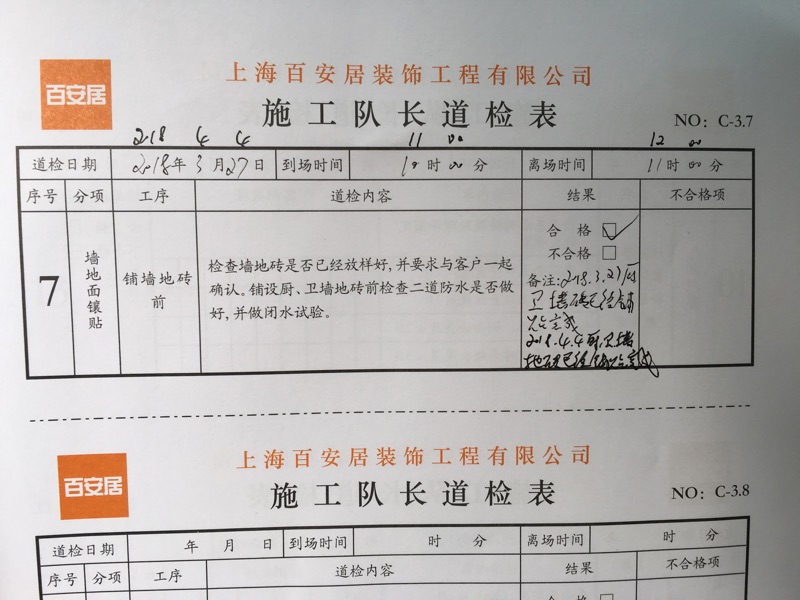 百安居
上海百安居装饰工程有限公司
施工队长道检表
NO：C-3.7
2018 4 4 11 00 12 00
道检日期 2018年3月27日 到场时间 10时00分 离场时间 11时00分
序号 分项 工序 道检内容 结果 不合格项
7
墙地面镶贴
铺墙地砖前
检查墙地砖是否已经放样好,并要求与客户一起
确认。铺设厨、卫墙地砖前检查二道防水是否做
好,并做闭水试验。
合格
不合格
备注:2018.3.27厨
卫墙砖已经铺
贴完成
2018.4.4厨卫墙
地砖已经铺贴完成
百安居
上海百安居装饰工程有限公司
施工队长道检表
NO：C-3.8
道检日期 年 月 日 到场时间 时 分 离场时间 时 分
序号 分项 工序 道检内容 结果 不合格项
合格